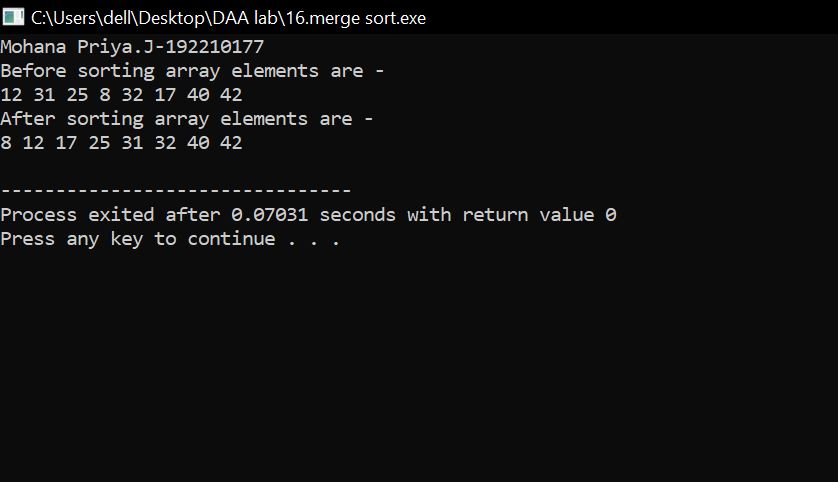 C:\Users\dell\Desktop\DAA lab\16.merge sort.exe
Mohana Priya.J-192210177
Before sorting array elements are -
12 31 25 8 32 17 40 42
After sorting array elements are -
8 12 17 25 31 32 40 42
--------------------------------
Process exited after 0.07031 seconds with return value 0
Press any key to continue . . .